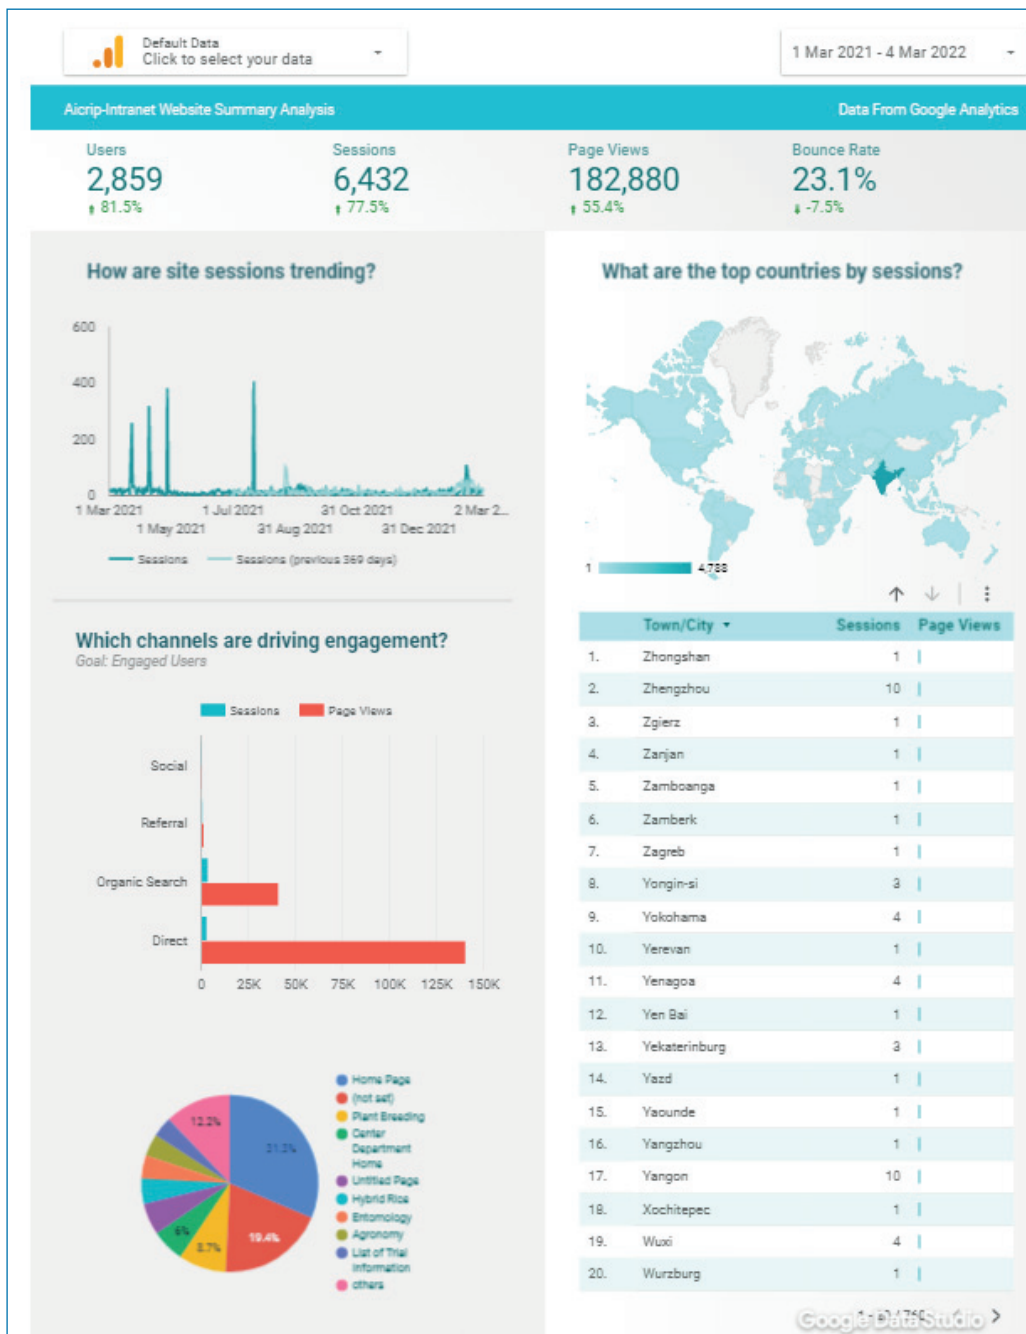 Default Data
Click to select your data
1 Mar 2021 - 4 Mar 2022
Aicrip-Intranet Website Summary Analysis
Data From Google Analytics
Users
2,859
81.5%
Sessions
6,432
77.5%
Page Views
182,880
55.4%
Bounce Rate
23.1%
-7.5%
How are site sessions trending?
600
400
200
0
1 Mar 2021
1 May 2021
1 Jul 2021
31 Aug 2021
31 Oct 2021
31 Dec 2021
2 Mar 2...
Sessions
Sessions (previous 369 days)
What are the top countries by sessions?
1
4,788
Which channels are driving engagement?
Goal: Engaged Users
Sessions
Page Views
Social
Referral
Organic Search
Direct
0 25K 50K 75K 100K 125K 150K
Home Page
(not set)
Plant Breeding
Center
Department
Home
Untitled Page
Hybrid Rice
Entomology
Agronomy
List of Trial
Information
others
12.2%
19.4%
8.7%
6%
Town/City Sessions Page Views
1. Zhongshan 1
2. Zhengzhou 10
3. Zgierz 1
4. Zanjan 1
5. Zamboanga 1
6. Zamberk 1
7. Zagreb 1
8. Yongin-si 3
9. Yokohama 4
10. Yerevan 1
11. Yenagoa 4
12. Yen Bai 1
13. Yekaterinburg 3
14. Yazd 1
15. Yaounde 1
16. Yangzhou 1
17. Yangon 10
18. Xochitepec 1
19. Wuxi 4
20. Wurzburg 1
Google Data Studio